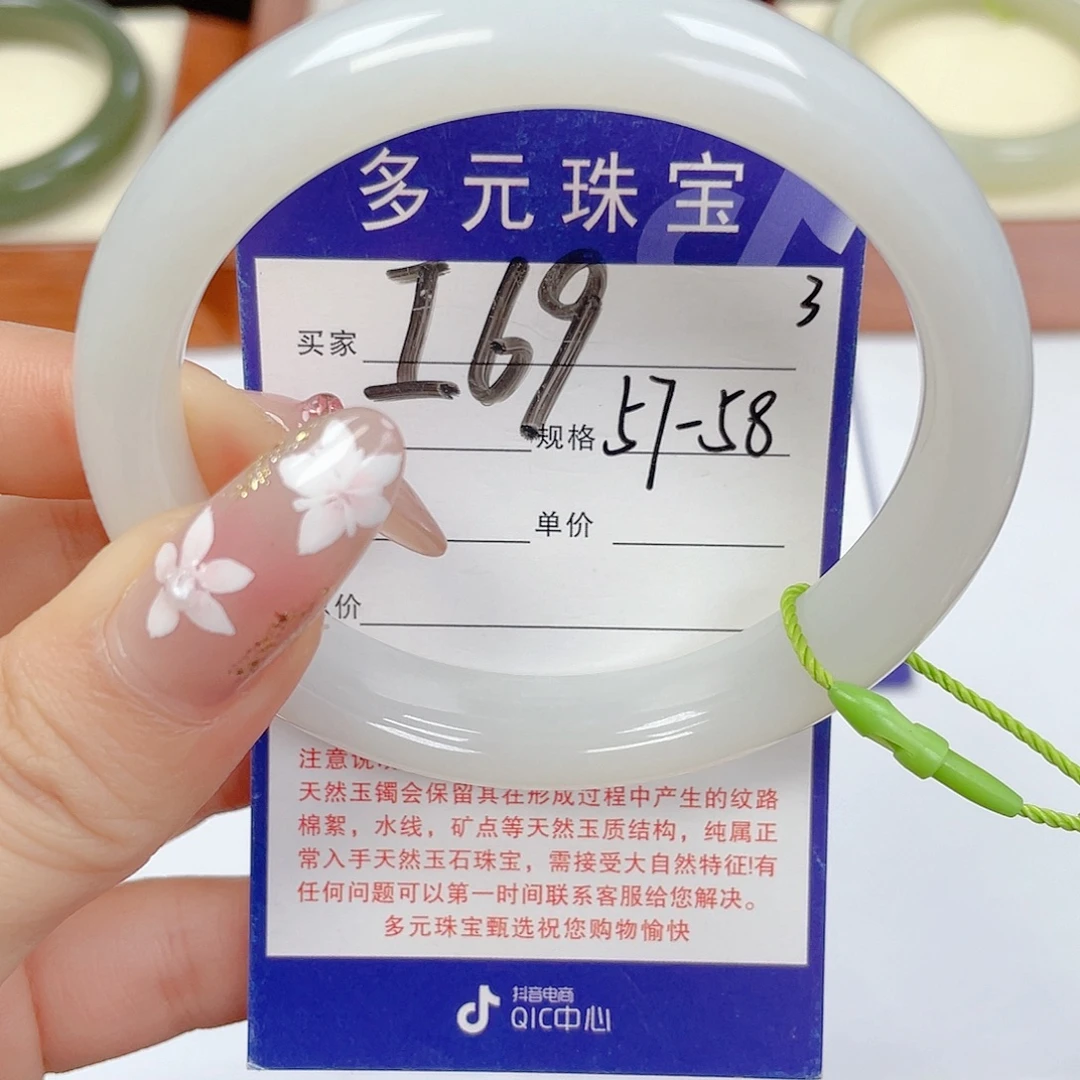 多元珠宝
3
买家 I69
规格 57-58
单价
价
注意说
天然玉镯会保留其在形成过程中产生的纹路
棉絮，水线，矿点等天然玉质结构，纯属正
常入手天然玉石珠宝，需接受大自然特征!有
任何问题可以第一时间联系客服给您解决。
多元珠宝甄选祝您购物愉快
抖音电商
QIC中心